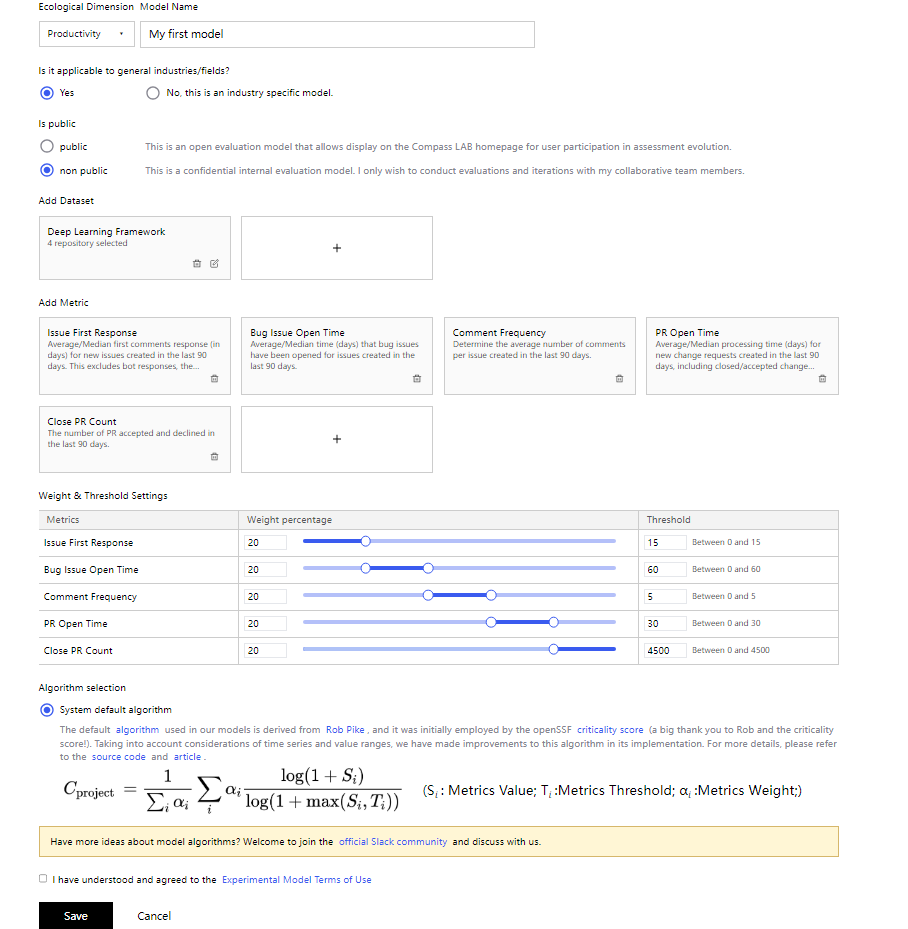 Ecological Dimension Model Name
Productivity My first model
Is it applicable to general industries/fields?
Yes No, this is an industry specific model.
Is public
public This is an open evaluation model that allows display on the Compass LAB homepage for user participation in assessment evolution.
non public This is a confidential internal evaluation model. I only wish to conduct evaluations and iterations with my collaborative team members.
Add Dataset
Deep Learning Framework
4 repository selected
+
Add Metric
Issue First Response
Average/Median first comments response (in
days) for new issues created in the last 90
days. This excludes bot responses, the...
Bug Issue Open Time
Average/Median time (days) that bug issues
have been opened for issues created in the
last 90 days.
Comment Frequency
Determine the average number of comments
per issue created in the last 90 days.
PR Open Time
Average/Median processing time (days) for
new change requests created in the last 90
days, including closed/accepted change...
Close PR Count
The number of PR accepted and declined in
the last 90 days.
+
Weight & Threshold Settings
Metrics Weight percentage Threshold
Issue First Response 20 15 Between 0 and 15
Bug Issue Open Time 20 60 Between 0 and 60
Comment Frequency 20 5 Between 0 and 5
PR Open Time 20 30 Between 0 and 30
Close PR Count 20 4500 Between 0 and 4500
Algorithm selection
System default algorithm
The default algorithm used in our models is derived from Rob Pike , and it was initially employed by the openSSF criticality score (a big thank you to Rob and the criticality
score!). Taking into account considerations of time series and value ranges, we have made improvements to this algorithm in its implementation. For more details, please refer
to the source code and article .
C_project = 1/∑_i α_i ∑_i α_i log(1 + S_i)/log(1 + max(S_i, T_i)) (S_i : Metrics Value; T_i :Metrics Threshold; α_i :Metrics Weight;)
Have more ideas about model algorithms? Welcome to join the official Slack community and discuss with us.
I have understood and agreed to the Experimental Model Terms of Use
Save Cancel